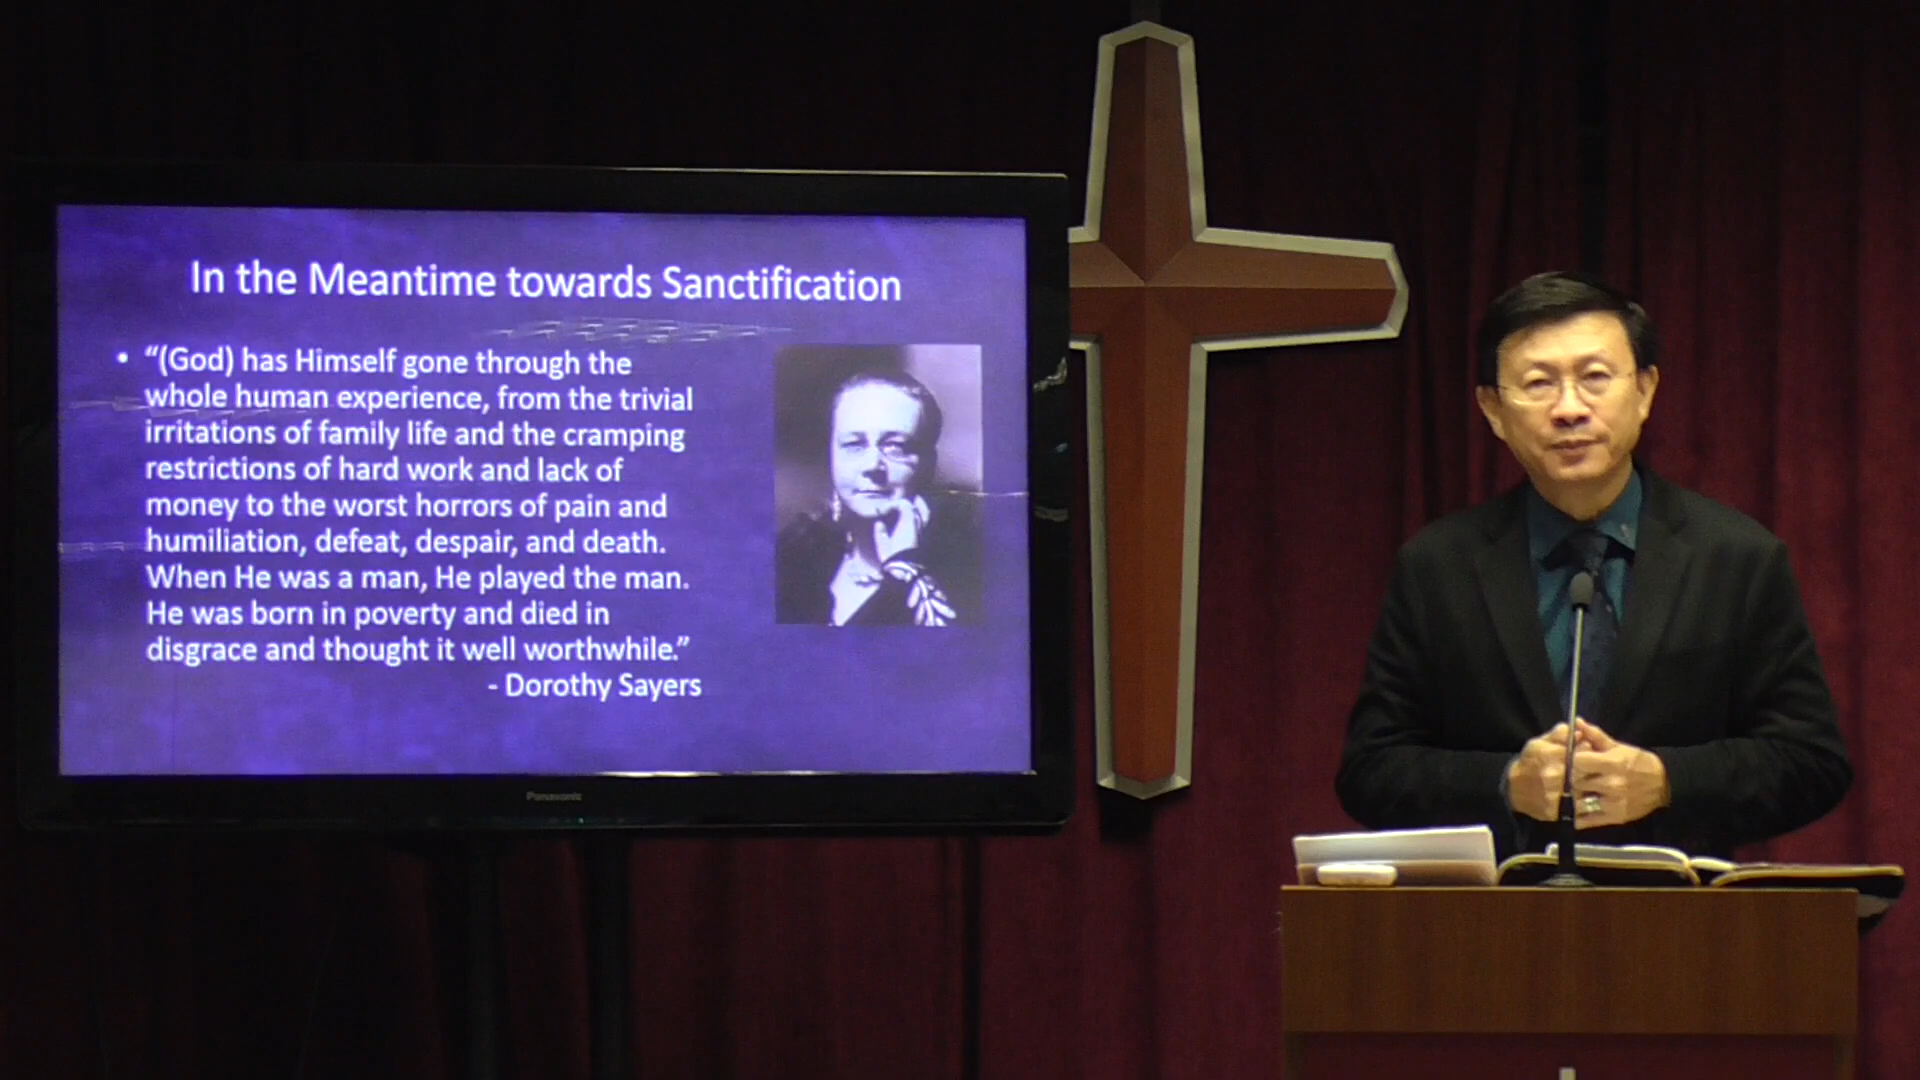 In the Meantime towards Sanctification
• “(God) has Himself gone through the
whole human experience, from the trivial
irritations of family life and the cramping
restrictions of hard work and lack of
money to the worst horrors of pain and
humiliation, defeat, despair, and death.
When He was a man, He played the man.
He was born in poverty and died in
disgrace and thought it well worthwhile.”
- Dorothy Sayers
Panasonic